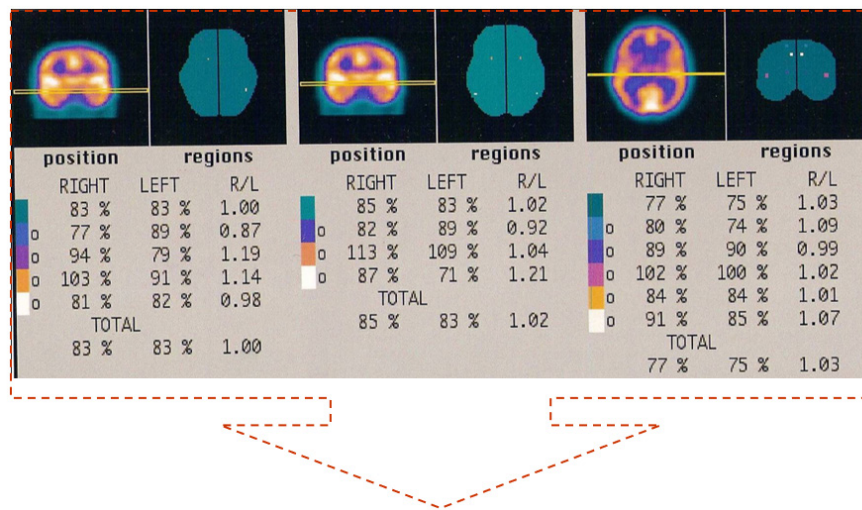 position regions
RIGHT LEFT R/L
83 % 83 % 1.00
o 77 % 89 % 0.87
o 94 % 79 % 1.19
o 103 % 91 % 1.14
o 81 % 82 % 0.98
TOTAL
83 % 83 % 1.00
position regions
RIGHT LEFT R/L
85 % 83 % 1.02
o 82 % 89 % 0.92
o 113 % 109 % 1.04
o 87 % 71 % 1.21
TOTAL
85 % 83 % 1.02
position regions
RIGHT LEFT R/L
77 % 75 % 1.03
o 80 % 74 % 1.09
o 89 % 90 % 0.99
o 102 % 100 % 1.02
o 84 % 84 % 1.01
o 91 % 85 % 1.07
TOTAL
77 % 75 % 1.03